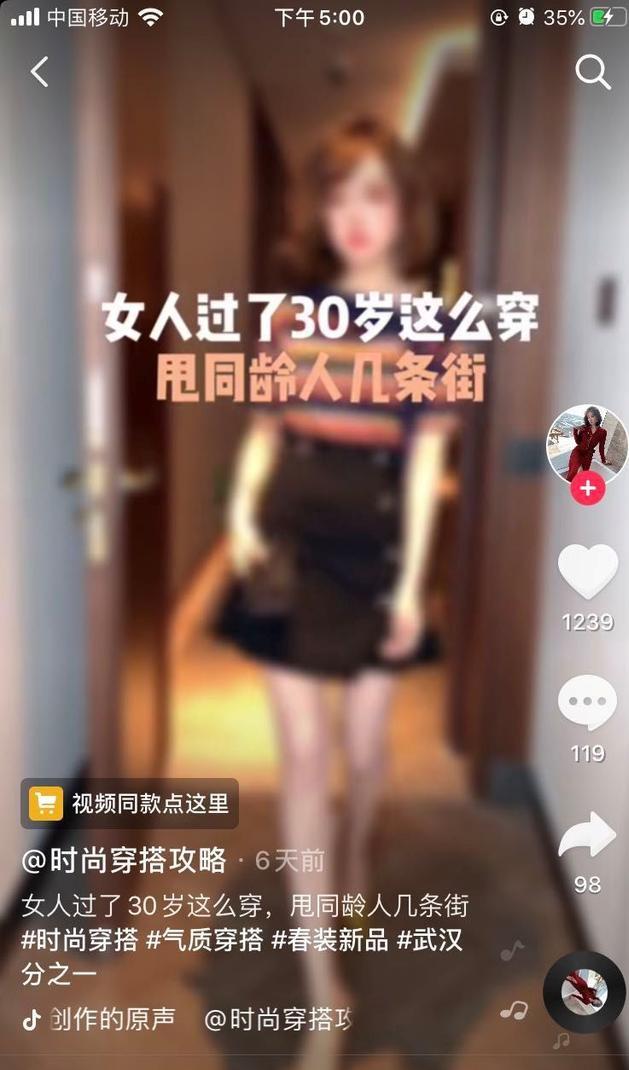 中国移动 下午5:00 35%
女人过了30岁这么穿
甩同龄人几条街
1239
119
98
视频同款点这里
@时尚穿搭攻略 · 6天前
女人过了30岁这么穿，甩同龄人几条街
#时尚穿搭 #气质穿搭 #春装新品 #武汉
分之一
创作的原声 @时尚穿搭攻